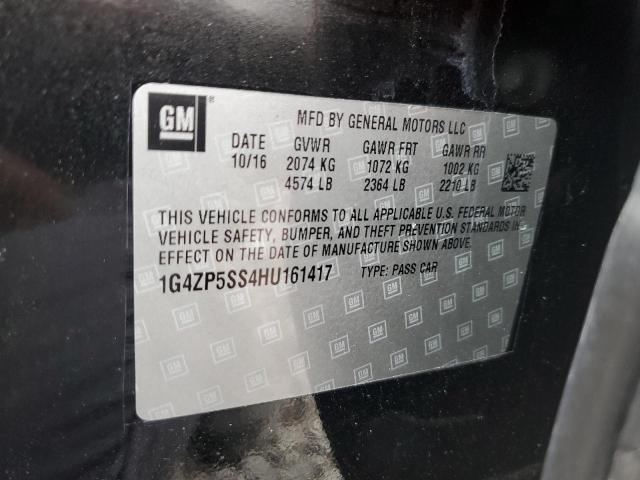 GM
MFD BY GENERAL MOTORS LLC
DATE GVWR GAWR FRT GAWR RR
10/16 2074 KG 1072 KG 1002 KG
4574 LB 2364 LB 2210 LB
THIS VEHICLE CONFORMS TO ALL APPLICABLE U.S. FEDERAL MOTOR
VEHICLE SAFETY, BUMPER, AND THEFT PREVENTION STANDARDS IN
EFFECT ON THE DATE OF MANUFACTURE SHOWN ABOVE.
1G4ZP5SS4HU161417 TYPE: PASS CAR